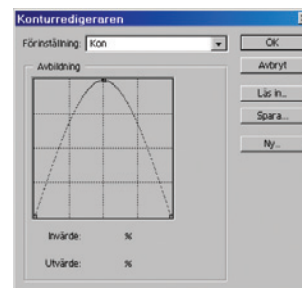 Konturredigeraren
Förinställning: Kon
OK
Avbildning
Avbryt
Läs in...
Spara...
Ny...
Invärde: %
Utvärde: %